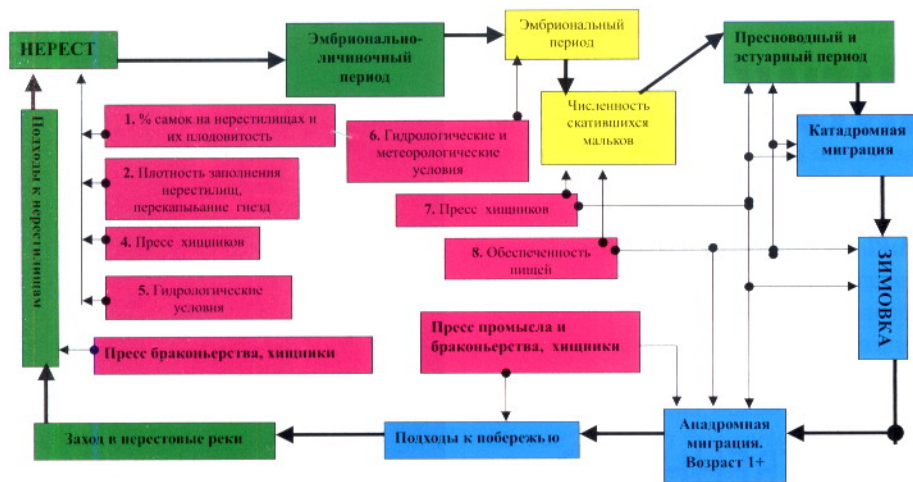 НЕРЕСТ
Эмбрионально-
личиночный
период
Эмбриональный
период
Пресноводный и
эстуарный период
Численность
скатившихся
мальков
Катадромная
миграция
1. % самок на нерестилищах и
их плодовитость
6. Гидрологические и
метеорологические
условия
2. Плотность заполнения
нерестилищ,
перекапывание гнезд
7. Пресс хищников
4. Пресс хищников
8. Обеспеченность
пищей
5. Гидрологические
условия
ЗИМОВКА
Подходы к нерестилищам
Пресс промысла и
браконьерства, хищники
Пресс браконьерства, хищники
Заход в нерестовые реки
Подходы к побережью
Анадромная
миграция.
Возраст 1+